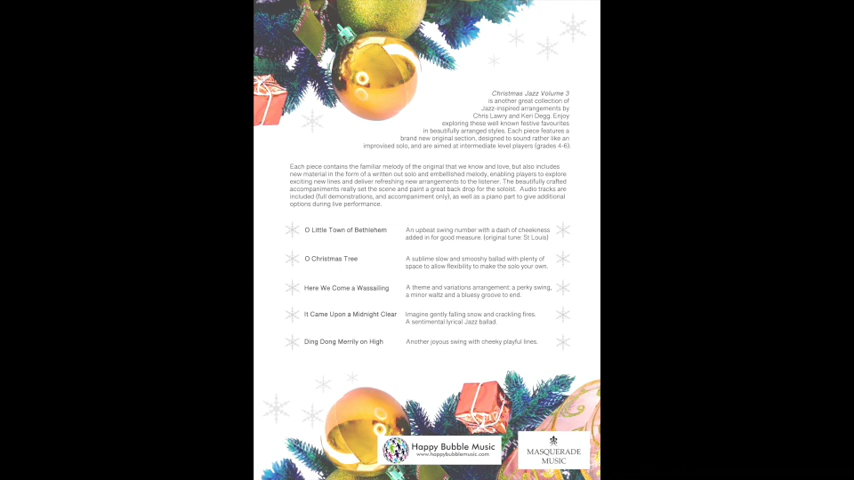 Christmas Jazz Volume 3
is another great collection of
Jazz-inspired arrangements by
Chris Lawry and Keri Degg. Enjoy
exploring these well known festive favourites
in beautifully arranged styles. Each piece features a
brand new original section, designed to sound rather like an
improvised solo, and are aimed at intermediate level players (grades 4-6).
Each piece contains the familiar melody of the original that we know and love, but also includes
new material in the form of a written out solo and embellished melody, enabling players to explore
exciting new lines and deliver refreshing new arrangements to the listener. The beautifully crafted
accompaniments really set the scene and paint a great back drop for the soloist. Audio tracks are
included (full demonstrations, and accompaniment only), as well as a piano part to give additional
options during live performance.
O Little Town of Bethlehem An upbeat swing number with a dash of cheekiness
added in for good measure. (original tune: St Louis)
O Christmas Tree A sublime slow and smooshy ballad with plenty of
space to allow flexibility to make the solo your own.
Here We Come a Wassailing A theme and variations arrangement: a perky swing,
a minor waltz and a bluesy groove to end.
It Came Upon a Midnight Clear Imagine gently falling snow and crackling fires.
A sentimental lyrical Jazz ballad.
Ding Dong Merrily on High Another joyous swing with cheeky playful lines.
Happy Bubble Music
www.happybubblemusic.com
MASQUERADE
MUSIC